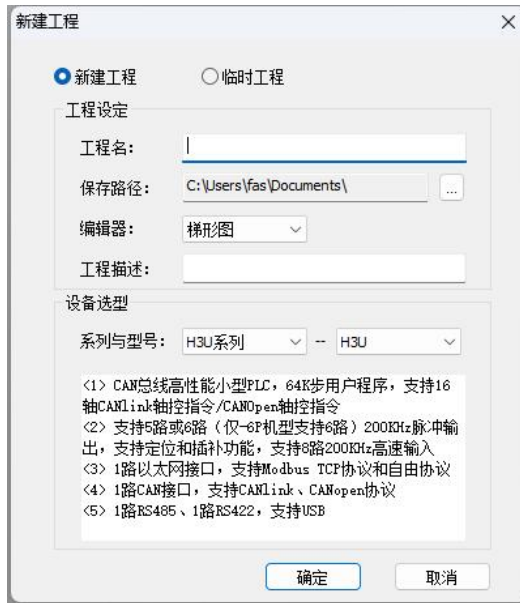 新建工程
新建工程 临时工程
工程设定
工程名：
保存路径： C:\Users\fas\Documents\ ...
编辑器： 梯形图
工程描述：
设备选型
系列与型号： H3U系列 -- H3U
<1> CAN总线高性能小型PLC，64K步用户程序，支持16
轴CANlink轴控指令/CANOpen轴控指令
<2> 支持5路或6路（仅-6P机型支持6路）200KHz脉冲输
出，支持定位和插补功能，支持8路200KHz高速输入
<3> 1路以太网接口，支持Modbus TCP协议和自由协议
<4> 1路CAN接口，支持CANlink、CANopen协议
<5> 1路RS485、1路RS422，支持USB
确定 取消